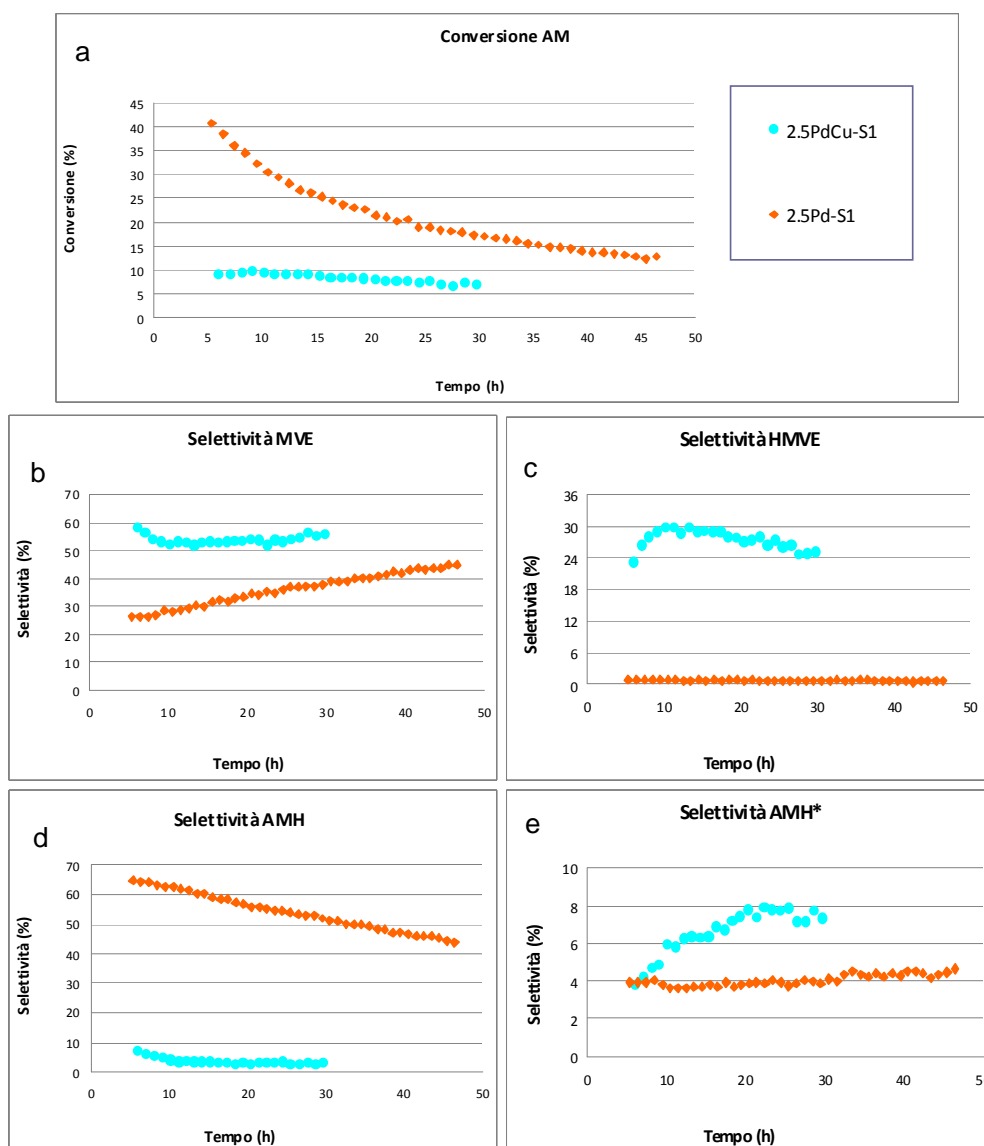 a
Conversione AM
Conversione (%)
45
40
35
30
25
20
15
10
5
0
0 5 10 15 20 25 30 35 40 45 50
Tempo (h)
2.5PdCu-S1
2.5Pd-S1
b
Selettività MVE
Selettività (%)
70
60
50
40
30
20
10
0
0 10 20 30 40 50
Tempo (h)
c
Selettività HMVE
Selettività (%)
36
30
24
18
12
6
0
0 10 20 30 40 50
Tempo (h)
d
Selettività AMH
Selettività (%)
70
60
50
40
30
20
10
0
0 10 20 30 40 50
Tempo (h)
e
Selettività AMH*
Selettività (%)
10
8
6
4
2
0
0 10 20 30 40 50
Tempo (h)